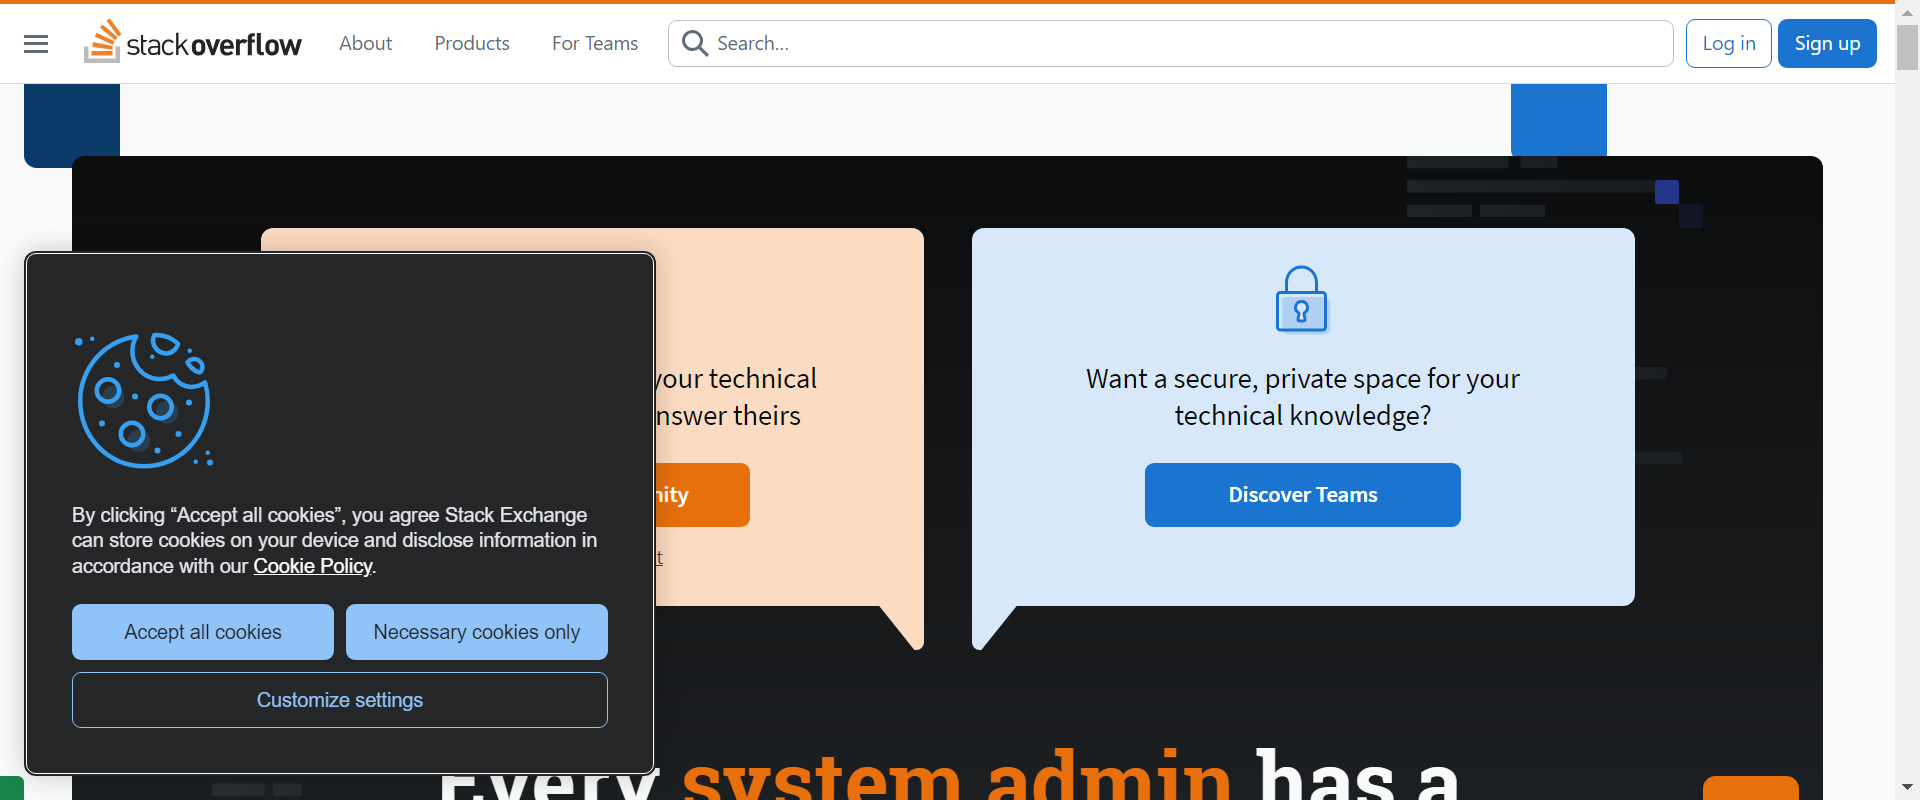 stackoverflow
About
Products
For Teams
Search...
Log in
Sign up
your technical
answer theirs
Want a secure, private space for your
technical knowledge?
Discover Teams
By clicking “Accept all cookies”, you agree Stack Exchange
can store cookies on your device and disclose information in
accordance with our Cookie Policy.
Accept all cookies
Necessary cookies only
Customize settings
Every system admin has a